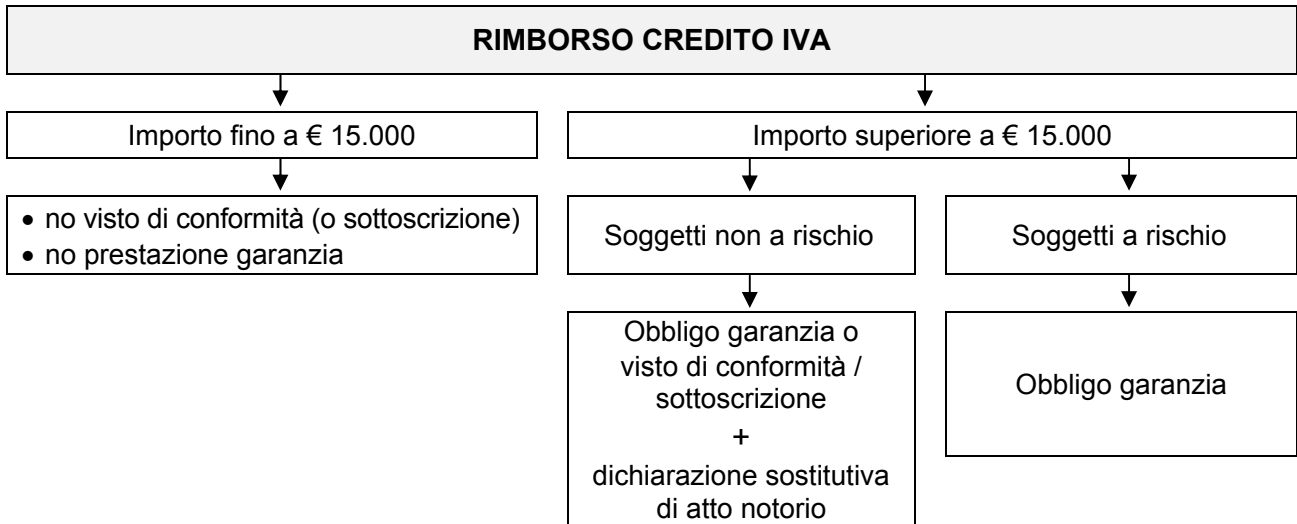 RIMBORSO CREDITO IVA
Importo fino a € 15.000
Importo superiore a € 15.000
• no visto di conformità (o sottoscrizione)
• no prestazione garanzia
Soggetti non a rischio
Soggetti a rischio
Obbligo garanzia o
visto di conformità /
sottoscrizione
+
dichiarazione sostitutiva
di atto notorio
Obbligo garanzia